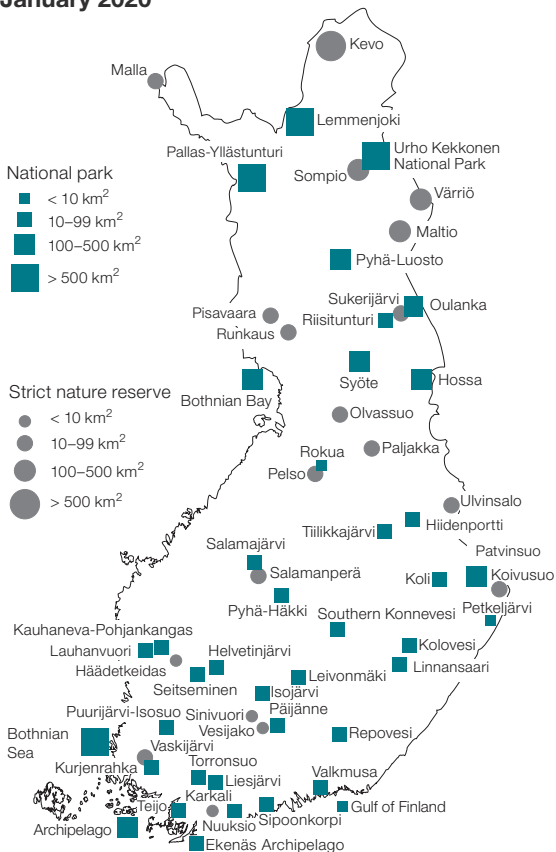 January 2020
Kevo
Malla
Lemmenjoki
Pallas-Yllästunturi
Urho Kekkonen
National Park
Sompio
National park
< 10 km²
10–99 km²
100–500 km²
> 500 km²
Värriö
Maltio
Pyhä-Luosto
Sukerijärvi
Oulanka
Pisavaara
Riisitunturi
Runkaus
Strict nature reserve
< 10 km²
10–99 km²
100–500 km²
> 500 km²
Syöte
Hossa
Bothnian Bay
Olvassuo
Paljakka
Rokua
Pelso
Ulvinsalo
Hiidenportti
Tiilikkajärvi
Salamajärvi
Patvinsuo
Salamanperä
Koli
Koivusuo
Pyhä-Häkki
Petkeljärvi
Southern Konnevesi
Kauhaneva-Pohjankangas
Lauhanvuori
Kolovesi
Häädetkeidas
Helvetinjärvi
Linnansaari
Seitseminen
Leivonmäki
Isojärvi
Puurijärvi-Isosuo
Sinivuori
Päijänne
Bothnian
Sea
Vesijako
Repovesi
Vaskijärvi
Kurjenrahka
Torronsuo
Liesjärvi
Valkmusa
Karkali
Teijo
Gulf of Finland
Archipelago
Nuuksio
Sipoonkorpi
Ekenäs Archipelago